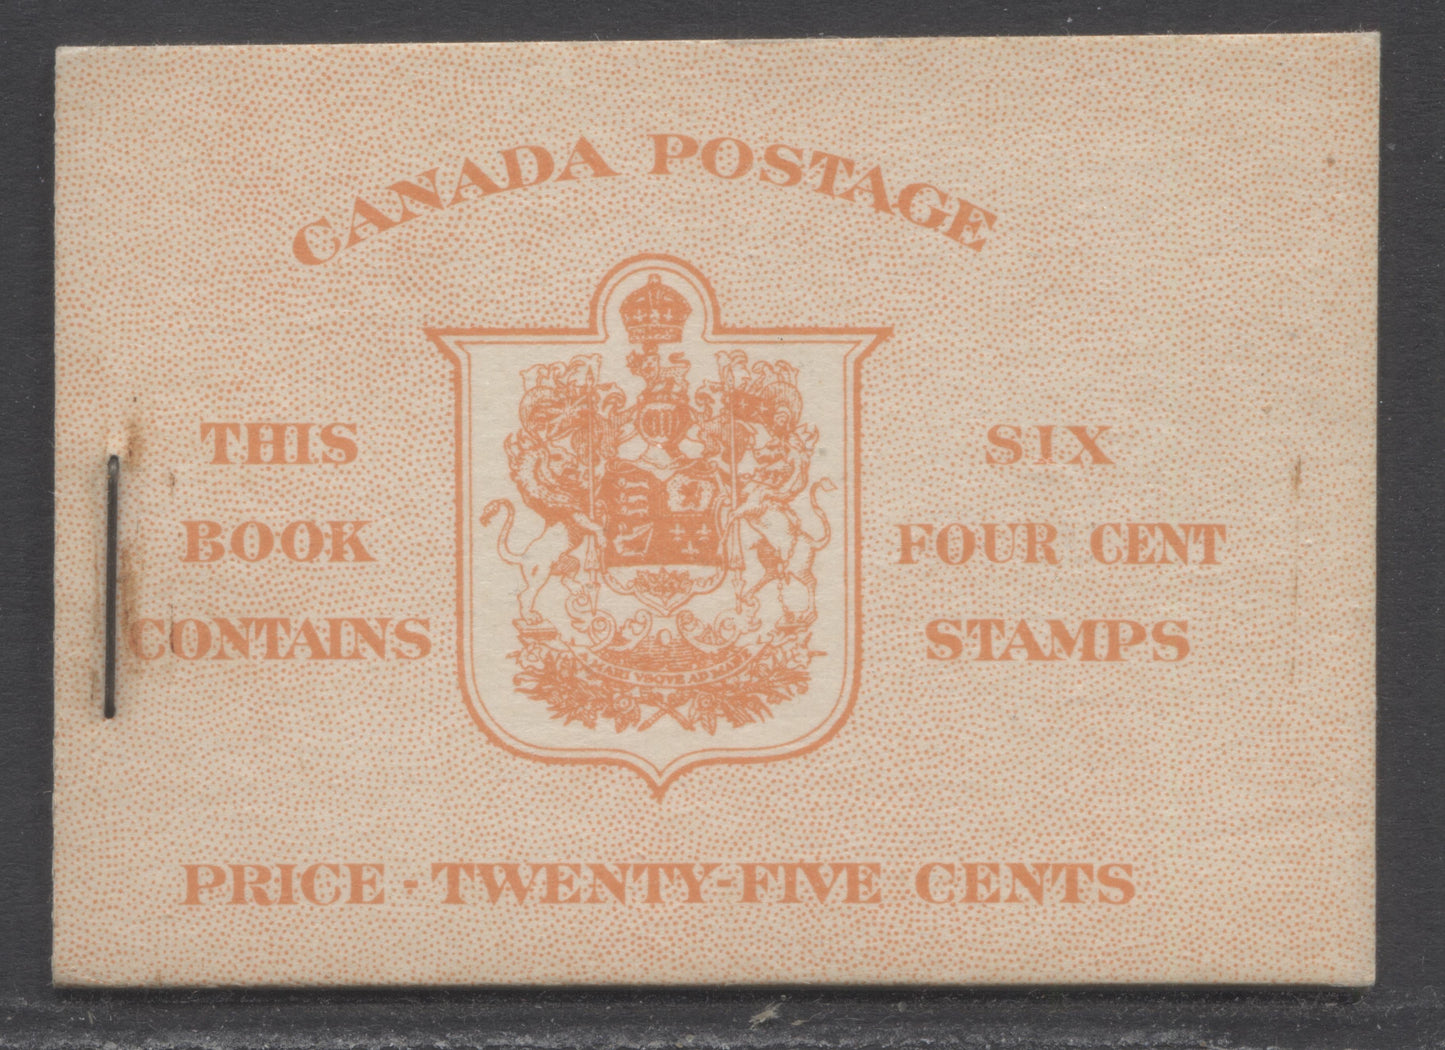 CANADA POSTAGE
THIS
BOOK
CONTAINS
SIX
FOUR CENT
STAMPS
PRICE - TWENTY-FIVE CENTS